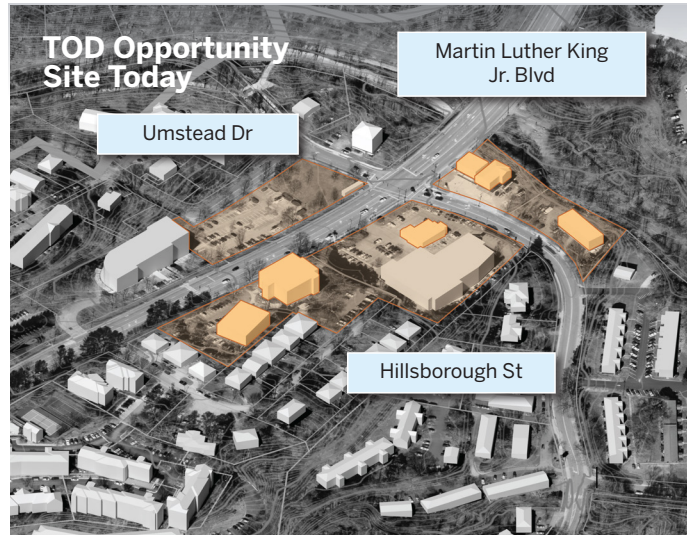 TOD Opportunity
Site Today
Martin Luther King
Jr. Blvd
Umstead Dr
Hillsborough St